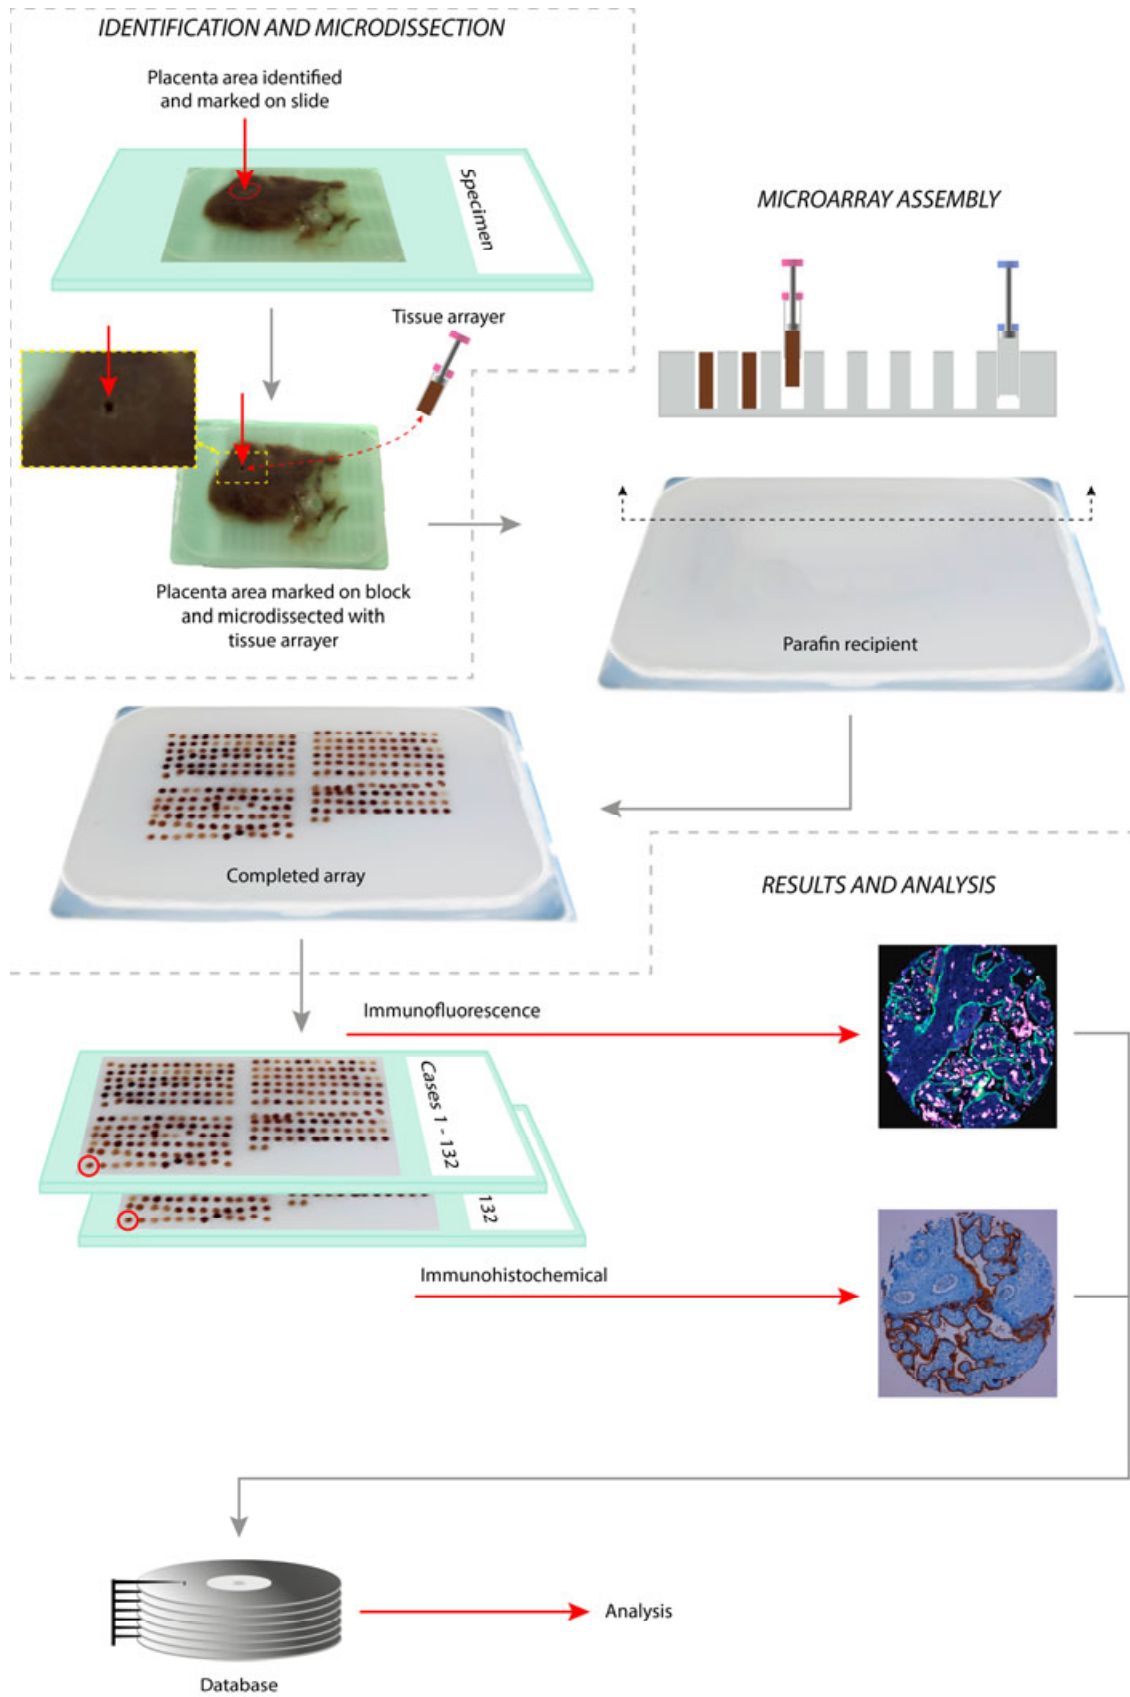 IDENTIFICATION AND MICRODISSECTION
Placenta area identified
and marked on slide
Specimen
Tissue arrayer
Placenta area marked on block
and microdissected with
tissue arrayer
MICROARRAY ASSEMBLY
Parafin recipient
Completed array
RESULTS AND ANALYSIS
Immunofluorescence
Cases 1 - 132
132
Immunohistochemical
Database
Analysis